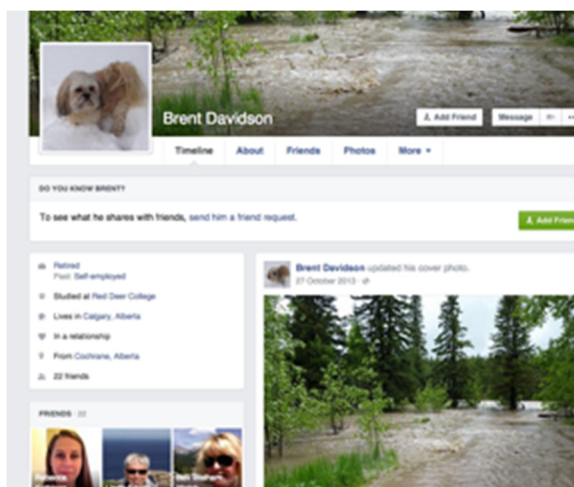 Brent Davidson
Add Friend
Message
Timeline
About
Friends
Photos
More
DO YOU KNOW BRENT?
To see what he shares with friends, send him a friend request.
Add Frien
Retired
Past: Self-employed
Studied at Red Deer College
Lives in Calgary, Alberta
In a relationship
From Cochrane, Alberta
22 friends
Brent Davidson updated his cover photo.
27 October 2013
FRIENDS · 22
Rebecca